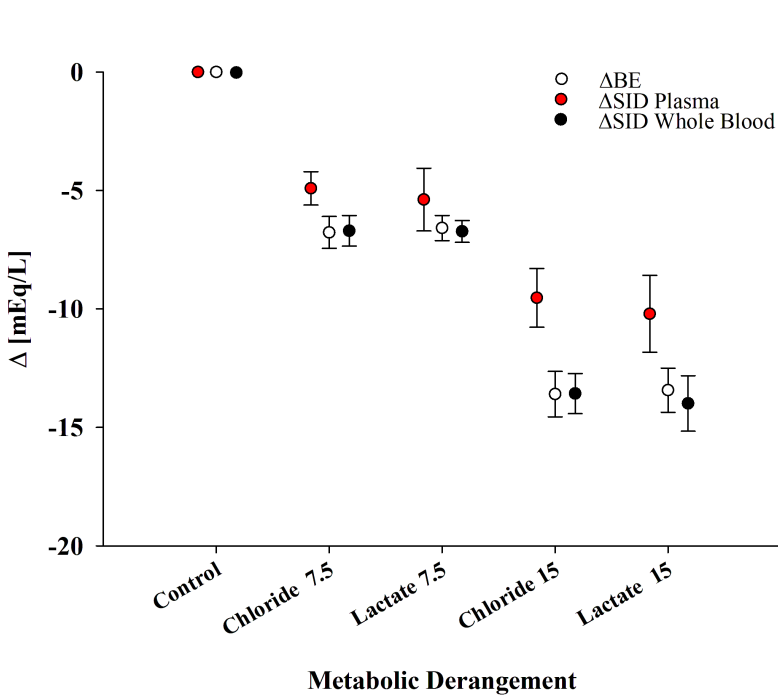 0
-5
-10
-15
-20
Δ [mEq/L]
ΔBE
ΔSID Plasma
ΔSID Whole Blood
Control
Chloride 7.5
Lactate 7.5
Chloride 15
Lactate 15
Metabolic Derangement